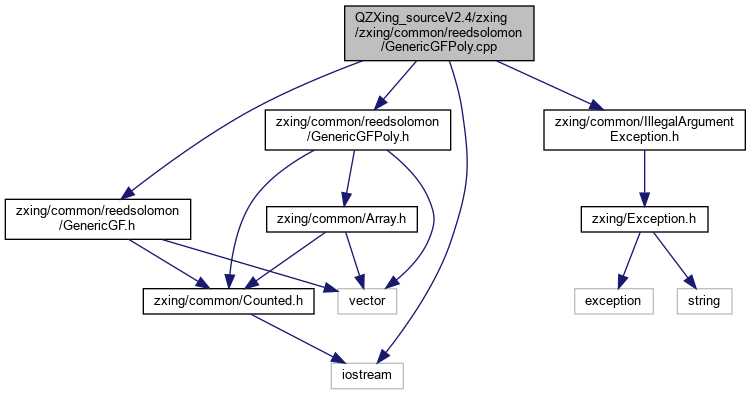 QZXing_sourceV2.4/zxing
/zxing/common/reedsolomon
/GenericGFPoly.cpp
zxing/common/reedsolomon
/GenericGFPoly.h
zxing/common/IllegalArgument
Exception.h
zxing/common/reedsolomon
/GenericGF.h
zxing/common/Array.h
zxing/Exception.h
zxing/common/Counted.h
vector
exception
string
iostream